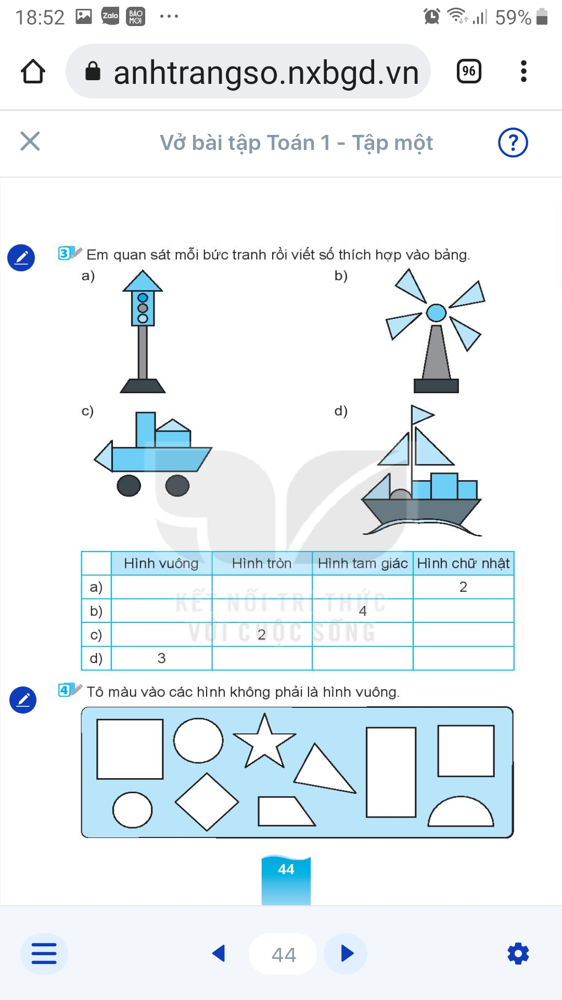 18:52 Zalo BÁO MỚI ... 59%
anhtrangso.nxbgd.vn 96
Vở bài tập Toán 1 - Tập một ?
3 Em quan sát mỗi bức tranh rồi viết số thích hợp vào bảng.
a) b)
c) d)
Hình vuông Hình tròn Hình tam giác Hình chữ nhật
a) 2
b) 4
c) 2
d) 3
KẾT NỐI TRI THỨC
VỚI CUỘC SỐNG
4 Tô màu vào các hình không phải là hình vuông.
44
44